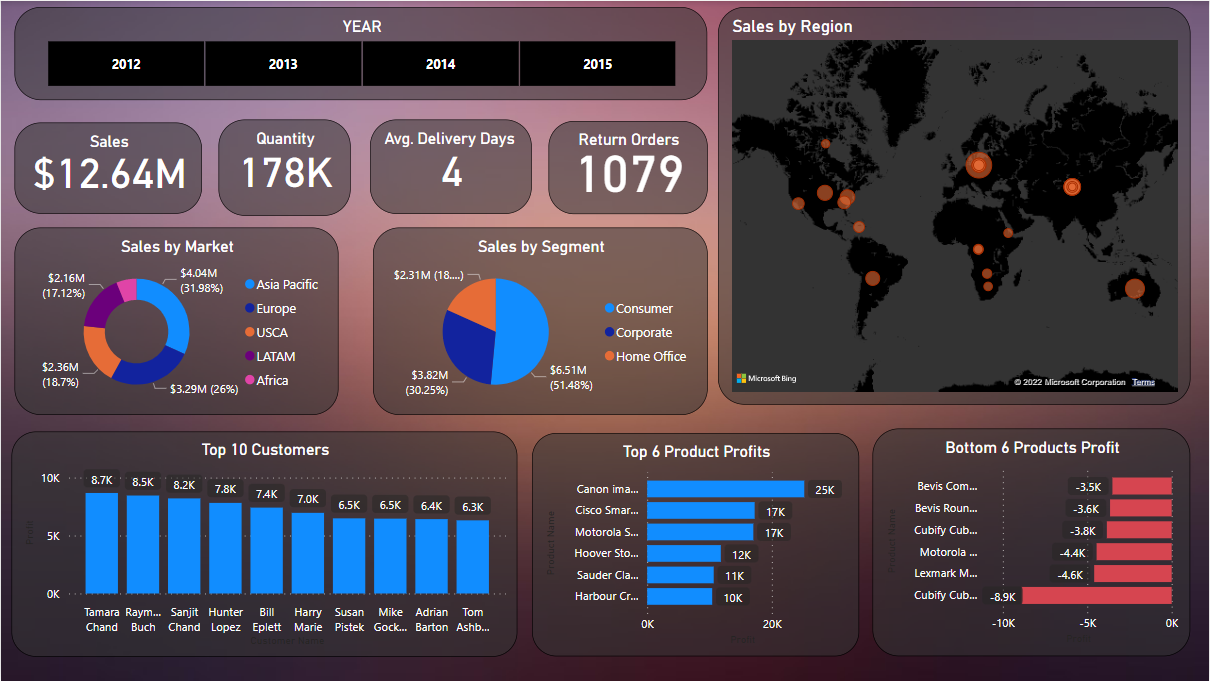 YEAR
2012 2013 2014 2015
Sales by Region
Sales
$12.64M
Quantity
178K
Avg. Delivery Days
4
Return Orders
1079
Microsoft Bing
© 2022 Microsoft Corporation Terms
Sales by Market
$4.04M
(31.98%)
$3.29M (26%)
$2.36M
(18.7%)
$2.16M
(17.12%)
Asia Pacific
Europe
USCA
LATAM
Africa
Sales by Segment
$2.31M (18....)
$3.82M
(30.25%)
$6.51M
(51.48%)
Consumer
Corporate
Home Office
Top 10 Customers
Profit
10K
5K
0K
8.7K 8.5K 8.2K 7.8K 7.4K 7.0K 6.5K 6.5K 6.4K 6.3K
Tamara Raym... Sanjit Hunter Bill Harry Susan Mike Adrian Tom
Chand Buch Chand Lopez Eplett Marie Pistek Gock... Barton Ashb...
Customer Name
Top 6 Product Profits
Product Name
Canon ima... 25K
Cisco Smar... 17K
Motorola S... 17K
Hoover Sto... 12K
Sauder Cla... 11K
Harbour Cr... 10K
0K 20K
Bottom 6 Products Profit
Product Name
Bevis Com... -3.5K
Bevis Roun... -3.6K
Cubify Cub... -3.8K
Motorola ... -4.4K
Lexmark M... -4.6K
Cubify Cub... -8.9K
-10K -5K 0K